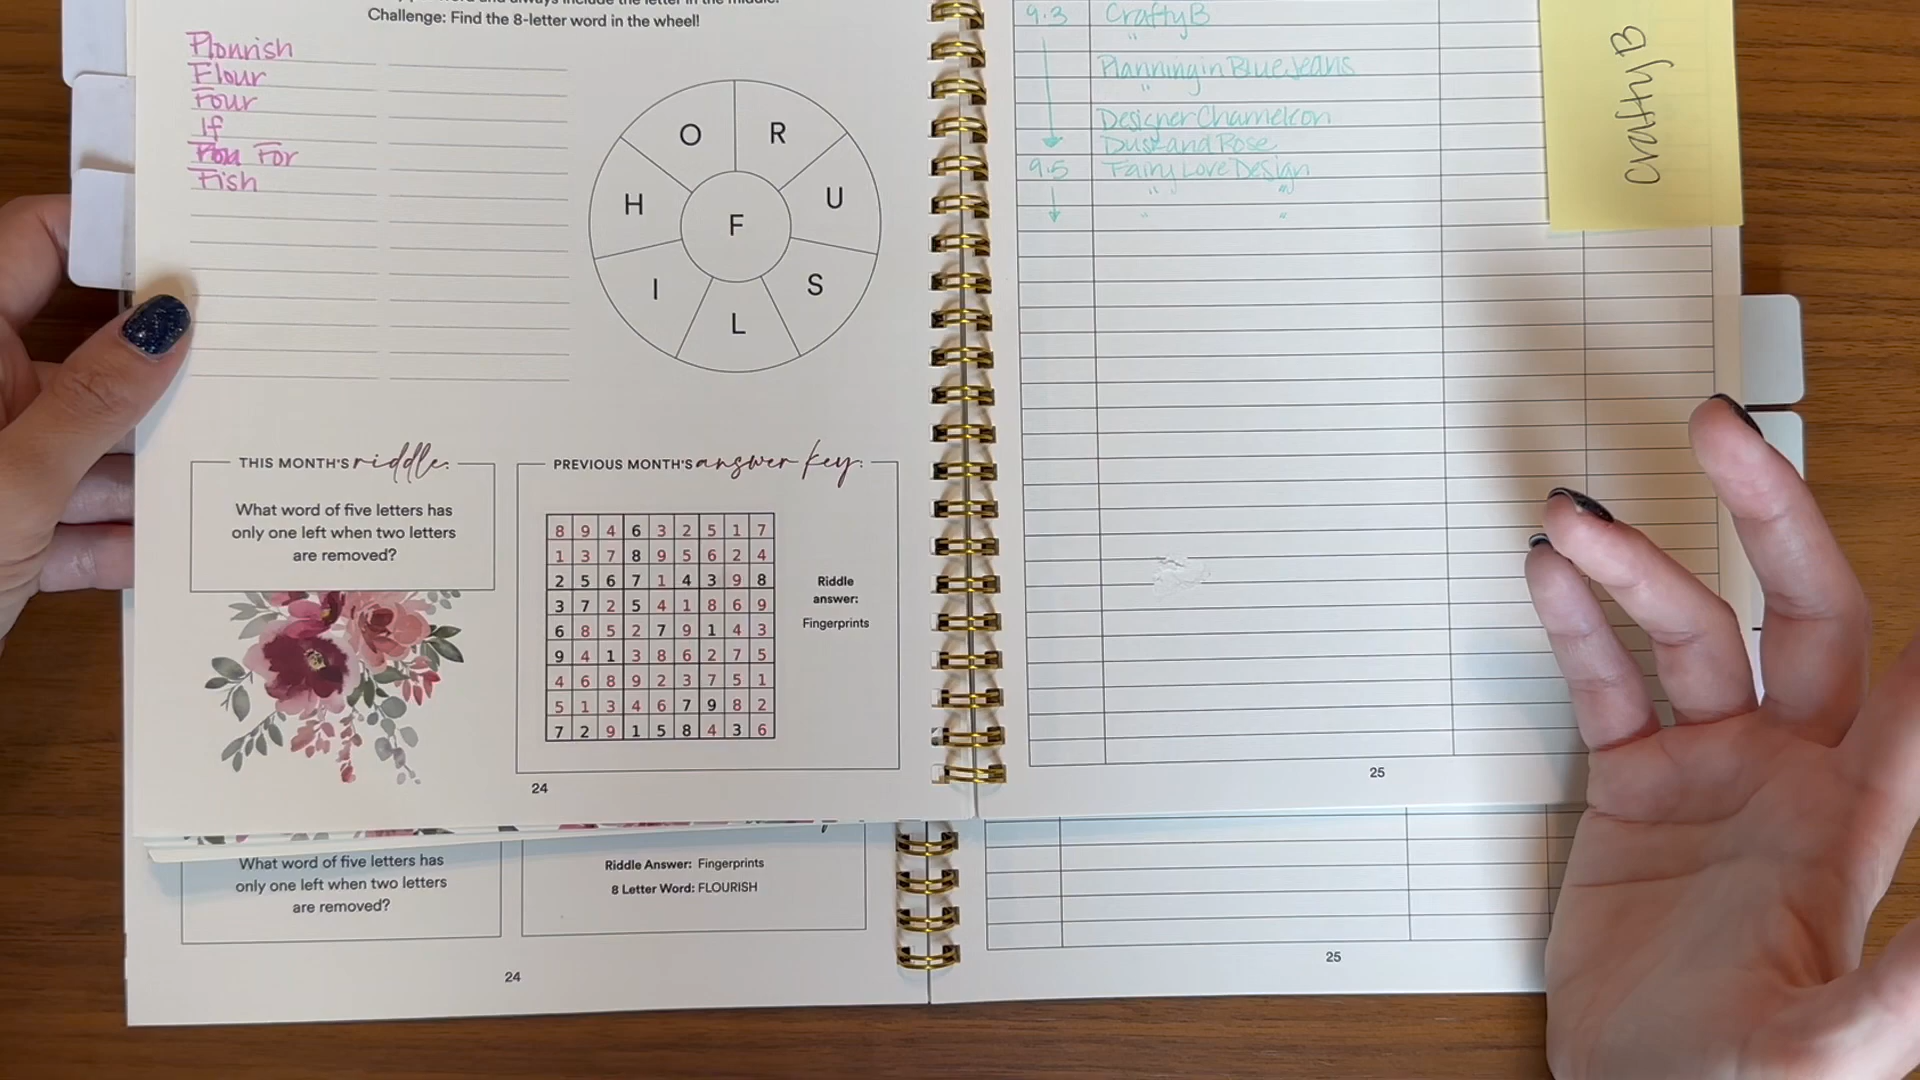 Challenge: Find the 8-letter word in the wheel!
Flourish
Flour
Four
If
For
Fish
O R
H U
F
I S
L
THIS MONTH'S riddle:
What word of five letters has
only one left when two letters
are removed?
PREVIOUS MONTH'S answer key:
8 9 4 6 3 2 5 1 7
1 3 7 8 9 5 6 2 4
2 5 6 7 1 4 3 9 8
3 7 2 5 4 1 8 6 9
6 8 5 2 7 9 1 4 3
9 4 1 3 8 6 2 7 5
4 6 8 9 2 3 7 5 1
5 1 3 4 6 7 9 8 2
7 2 9 1 5 8 4 3 6
Riddle
answer:
Fingerprints
24
9.3 CraftyB
"
Planning in Blue Jeans
"
Designer Chameleon
Dust and Rose
9.5 Fairy Love Design
" "
" "
25
CraftyB
What word of five letters has
only one left when two letters
are removed?
Riddle Answer: Fingerprints
8 Letter Word: FLOURISH
24
25